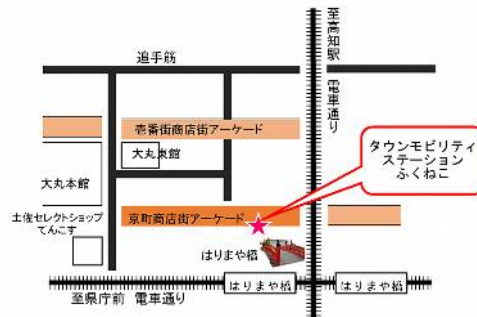 至高知駅
電車通り
追手筋
壱番街商店街アーケード
大丸東館
タウンモビリティ
ステーション
ふくねこ
大丸本館
土佐セレクトショップ
てんこす
京町商店街アーケード
はりまや橋
はりまや橋
はりまや橋
至県庁前 電車通り